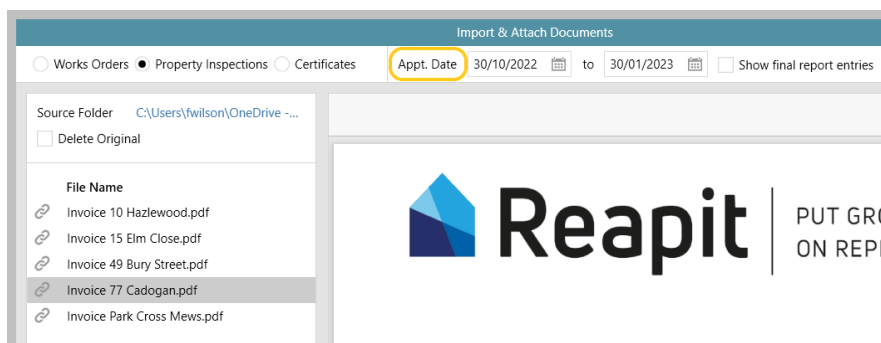 Import & Attach Documents
Works Orders Property Inspections Certificates Appt. Date 30/10/2022 to 30/01/2023 Show final report entries
Source Folder C:\Users\fwilson\OneDrive -...
Delete Original
File Name
Invoice 10 Hazlewood.pdf
Invoice 15 Elm Close.pdf
Invoice 49 Bury Street.pdf
Invoice 77 Cadogan.pdf
Invoice Park Cross Mews.pdf
Reapit
PUT
ON